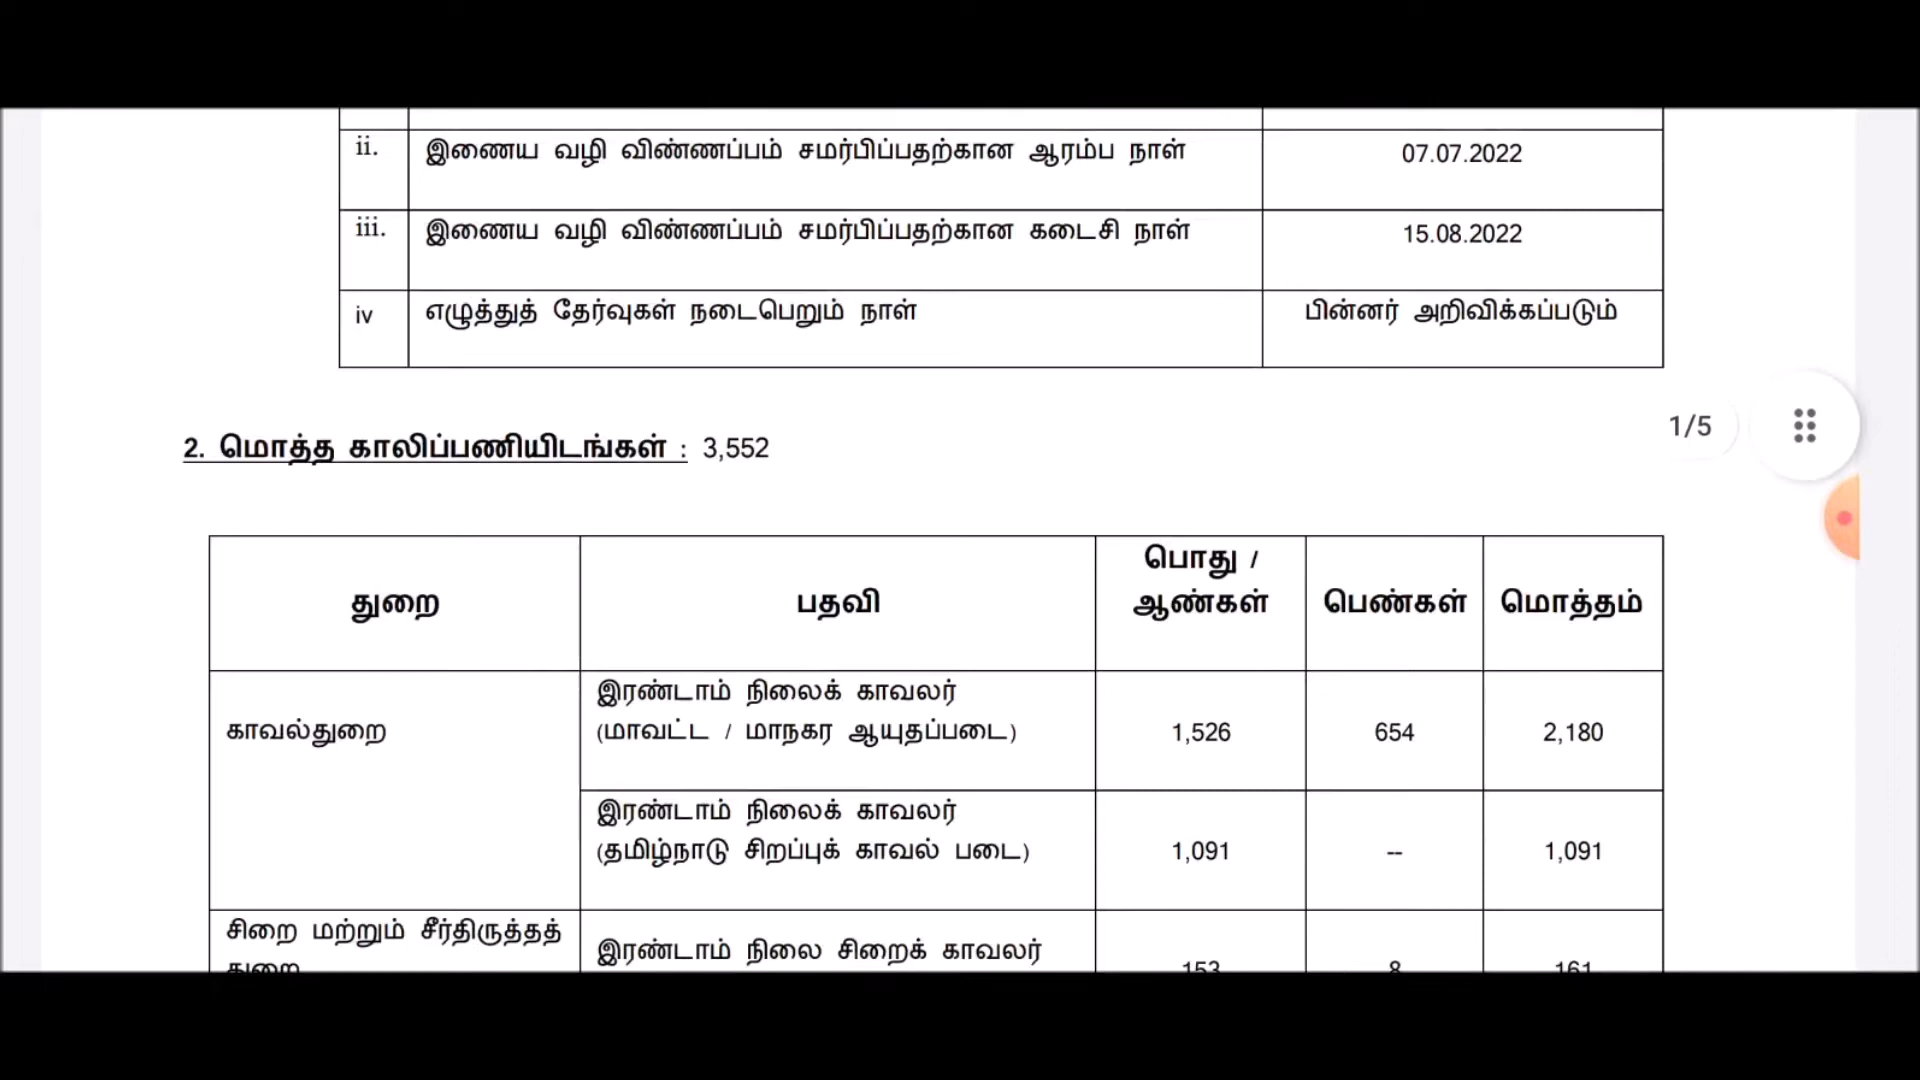 ii. இணைய வழி விண்ணப்பம் சமர்பிப்பதற்கான ஆரம்ப நாள் 07.07.2022
iii. இணைய வழி விண்ணப்பம் சமர்பிப்பதற்கான கடைசி நாள் 15.08.2022
iv எழுத்துத் தேர்வுகள் நடைபெறும் நாள் பின்னர் அறிவிக்கப்படும்
1/5
2. மொத்த காலிப்பணியிடங்கள் : 3,552
பொது /
துறை பதவி ஆண்கள் பெண்கள் மொத்தம்
இரண்டாம் நிலைக் காவலர்
காவல்துறை (மாவட்ட / மாநகர ஆயுதப்படை) 1,526 654 2,180
இரண்டாம் நிலைக் காவலர்
(தமிழ்நாடு சிறப்புக் காவல் படை) 1,091 -- 1,091
சிறை மற்றும் சீர்திருத்தத்
இரண்டாம் நிலை சிறைக் காவலர்
துறை 153 8 161